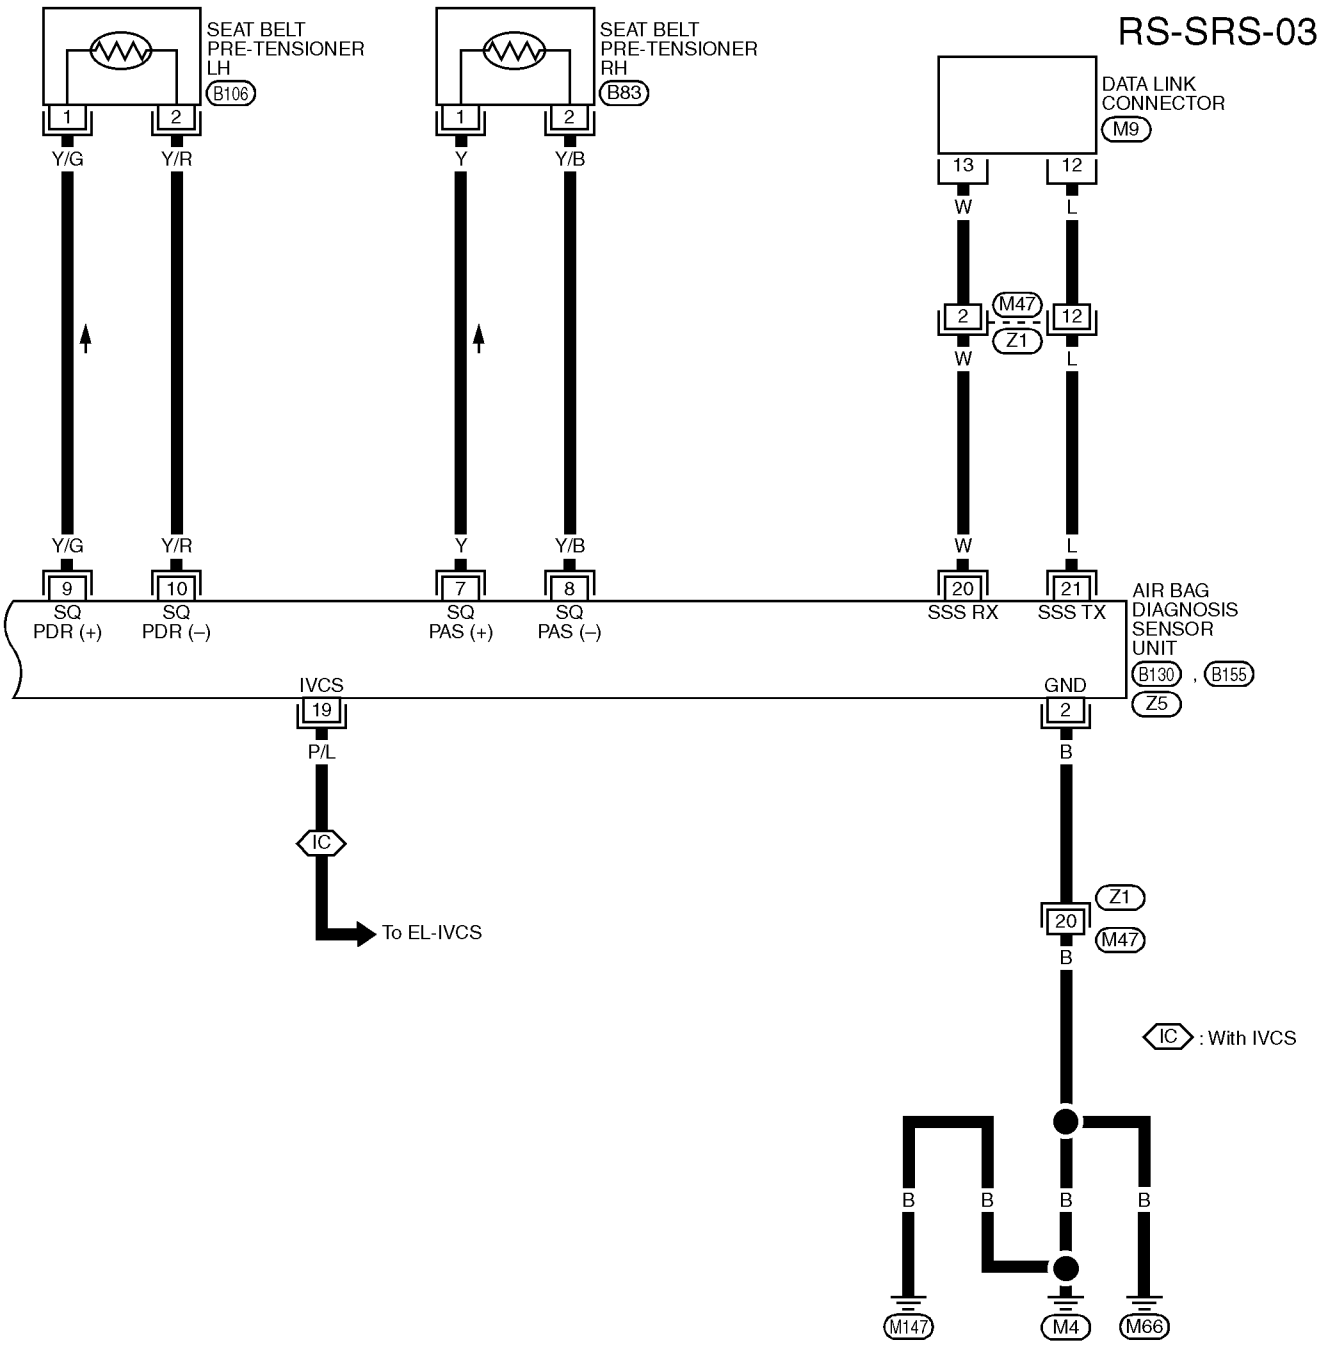 RS-SRS-03
SEAT BELT
PRE-TENSIONER
LH
B106
SEAT BELT
PRE-TENSIONER
RH
B83
DATA LINK
CONNECTOR
M9
1 2 1 2
Y/G Y/R Y Y/B
13 12
W L
2 M47 12
Z1
W L
Y/G Y/R Y Y/B W L
9 10 7 8 20 21
SQ SQ SQ SQ SSS RX SSS TX
PDR (+) PDR (–) PAS (+) PAS (–)
AIR BAG
DIAGNOSIS
SENSOR
UNIT
B130 , B155
Z5
IVCS GND
19 2
P/L B
IC
To EL-IVCS
Z1
20
M47
B
IC : With IVCS
B B B B
M147 M4 M66